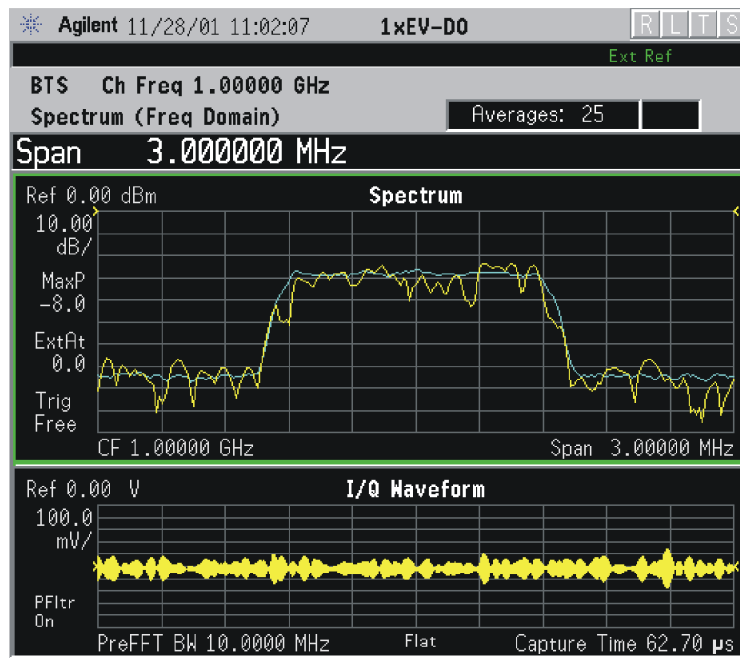 Agilent 11/28/01 11:02:07 1xEV-DO R L T S
Ext Ref
BTS Ch Freq 1.00000 GHz
Spectrum (Freq Domain) Averages: 25
Span 3.000000 MHz
Ref 0.00 dBm Spectrum
10.00
dB/
MaxP
-8.0
ExtAt
0.0
Trig
Free
CF 1.00000 GHz Span 3.00000 MHz
Ref 0.00 V I/Q Waveform
100.0
mV/
PFltr
On
PreFFT BW 10.0000 MHz Flat Capture Time 62.70 µs